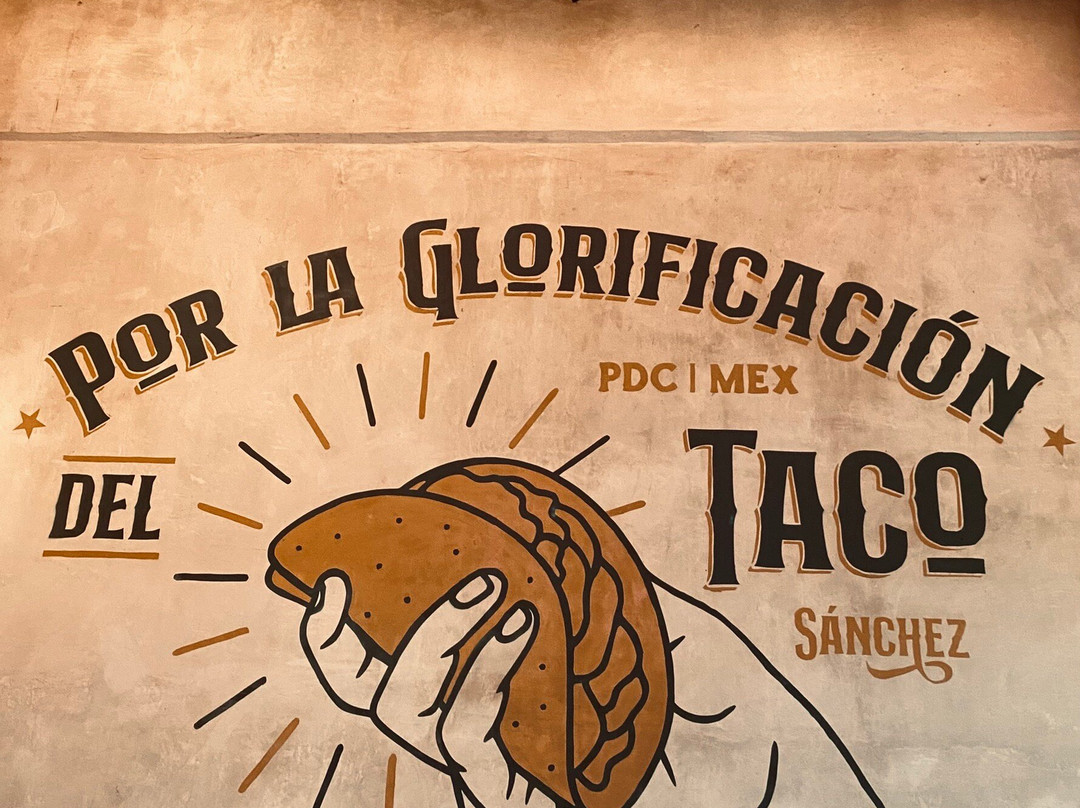 POR LA GLORIFICACIÓN
PDC | MEX
DEL
TACO
SÁNCHEZ